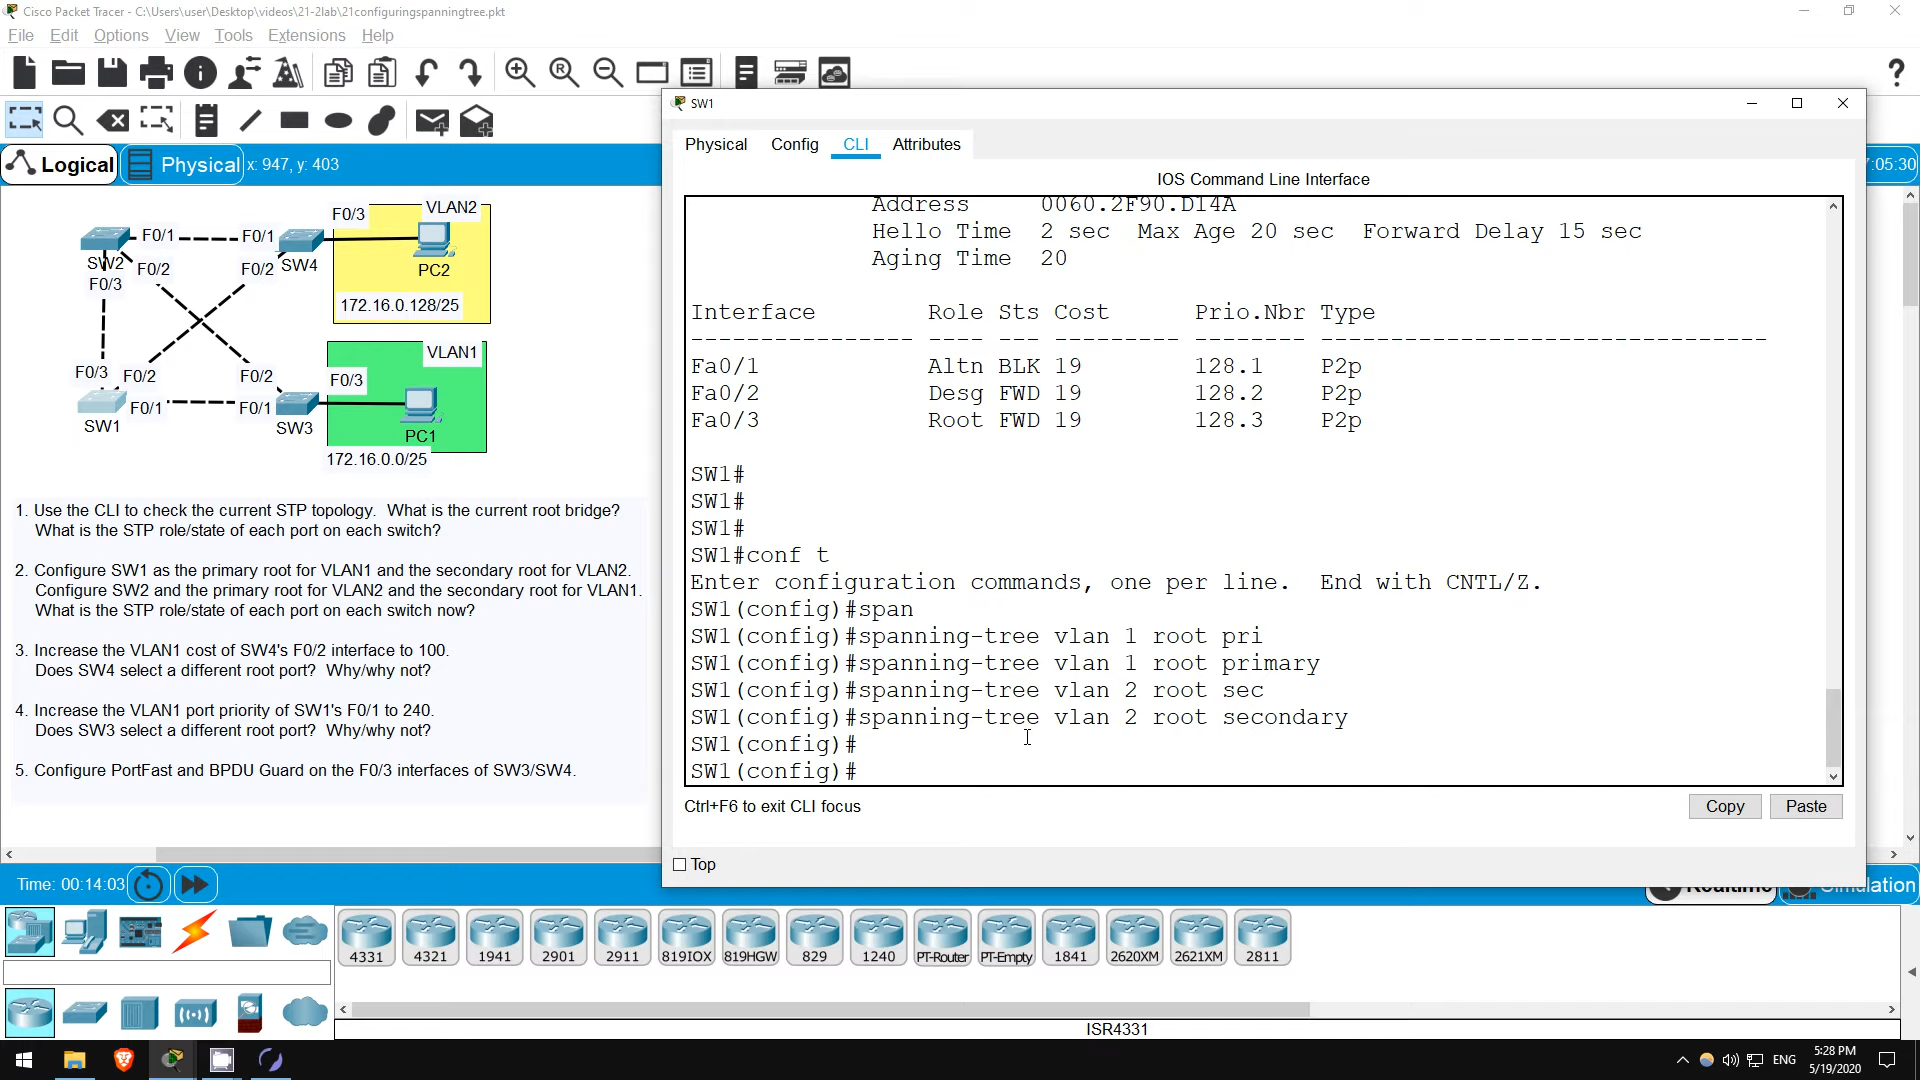 Cisco Packet Tracer - C:\Users\user\Desktop\videos\21-2lab\21configuringspanningtree.pkt
File Edit Options View Tools Extensions Help
?
Logical Physical x: 947, y: 403
:05:30
SW1
Physical Config CLI Attributes
IOS Command Line Interface
Address 0060.2F90.D14A
Hello Time 2 sec Max Age 20 sec Forward Delay 15 sec
Aging Time 20
Interface Role Sts Cost Prio.Nbr Type
---------------- ---- --- --------- -------- --------------------------------
Fa0/1 Altn BLK 19 128.1 P2p
Fa0/2 Desg FWD 19 128.2 P2p
Fa0/3 Root FWD 19 128.3 P2p
SW1#
SW1#
SW1#
SW1#conf t
Enter configuration commands, one per line. End with CNTL/Z.
SW1(config)#span
SW1(config)#spanning-tree vlan 1 root pri
SW1(config)#spanning-tree vlan 1 root primary
SW1(config)#spanning-tree vlan 2 root sec
SW1(config)#spanning-tree vlan 2 root secondary
SW1(config)#
SW1(config)#
Ctrl+F6 to exit CLI focus
Copy Paste
Top
F0/3 VLAN2
F0/1 F0/1
SW2 F0/2 F0/2 SW4 PC2
F0/3
172.16.0.128/25
VLAN1
F0/3 F0/2 F0/2 F0/3
F0/1 F0/1
SW1 SW3 PC1
172.16.0.0/25
1. Use the CLI to check the current STP topology. What is the current root bridge?
What is the STP role/state of each port on each switch?
2. Configure SW1 as the primary root for VLAN1 and the secondary root for VLAN2.
Configure SW2 and the primary root for VLAN2 and the secondary root for VLAN1.
What is the STP role/state of each port on each switch now?
3. Increase the VLAN1 cost of SW4's F0/2 interface to 100.
Does SW4 select a different root port? Why/why not?
4. Increase the VLAN1 port priority of SW1's F0/1 to 240.
Does SW3 select a different root port? Why/why not?
5. Configure PortFast and BPDU Guard on the F0/3 interfaces of SW3/SW4.
Time: 00:14:03
Realtime Simulation
4331 4321 1941 2901 2911 819IOX 819HGW 829 1240 PT-Router PT-Empty 1841 2620XM 2621XM 2811
ISR4331
ENG
5:28 PM
5/19/2020